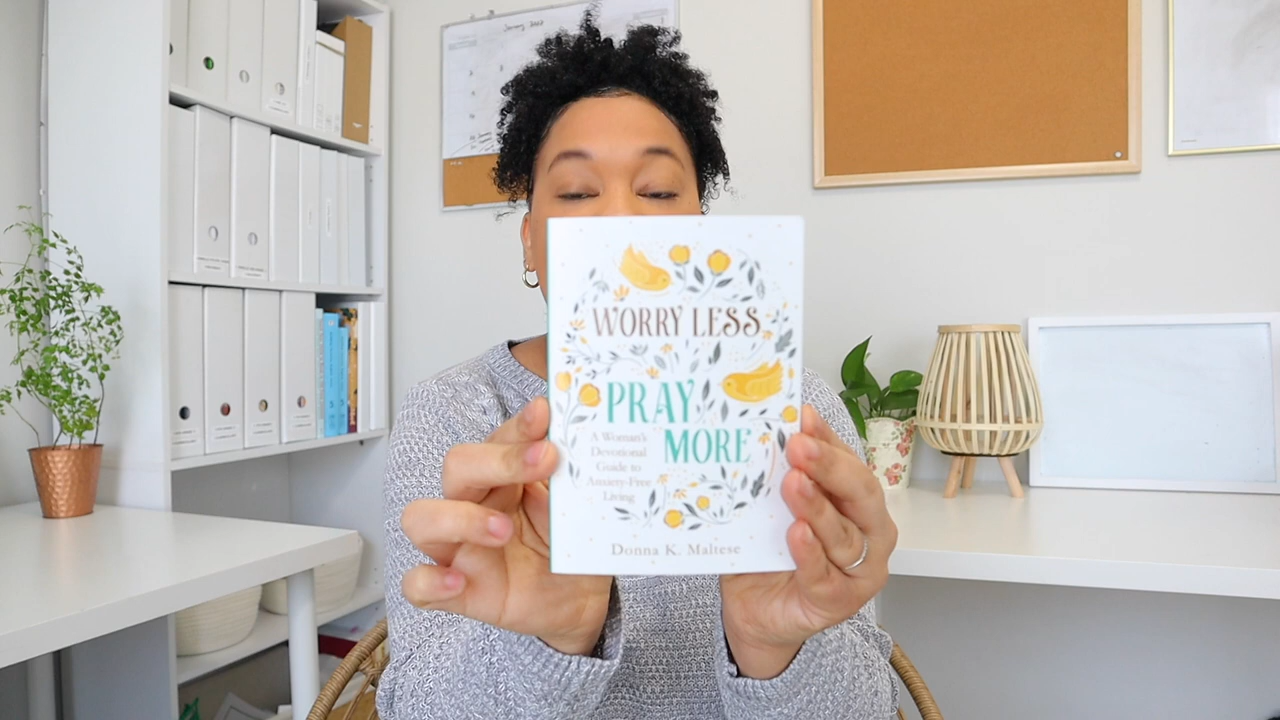 WORRY LESS
PRAY
MORE
A Woman's
Devotional
Guide to
Anxiety-Free
Living
Donna K. Maltese